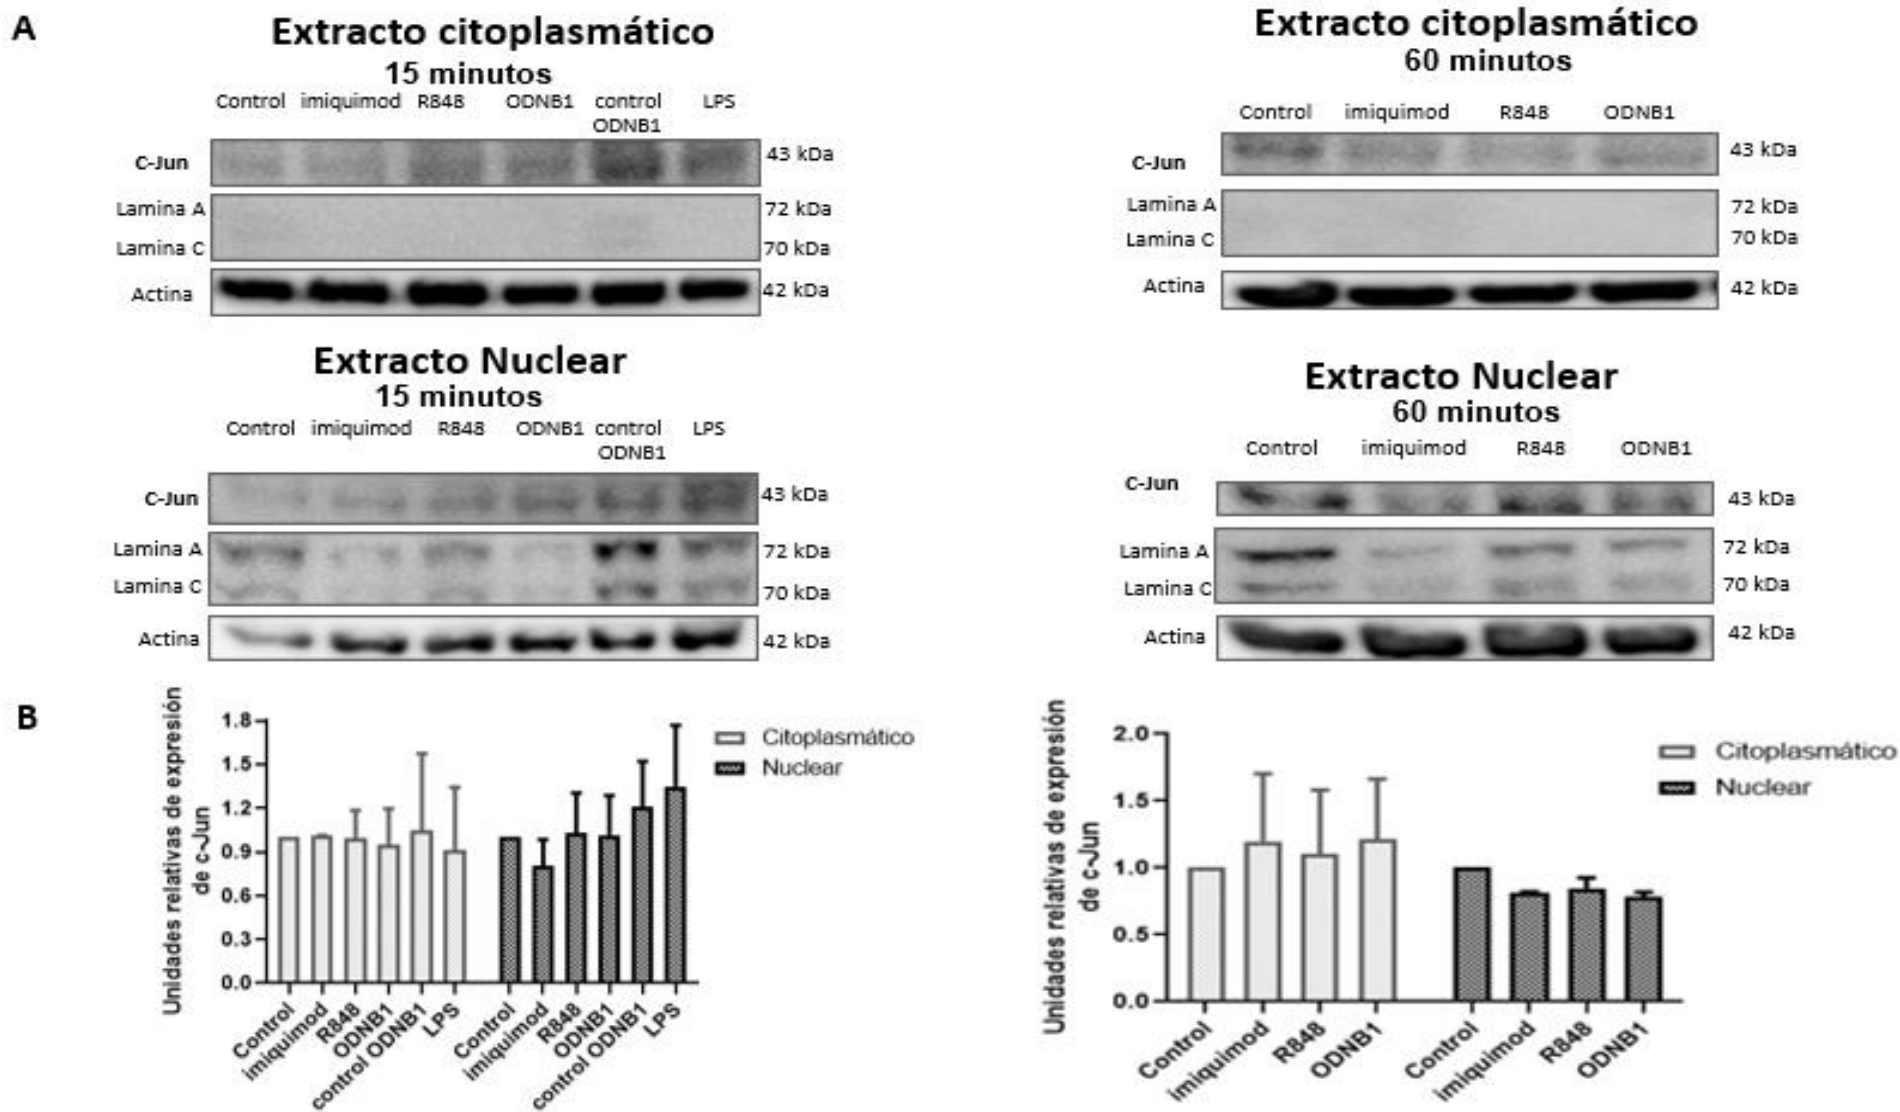 A
Extracto citoplasmático
15 minutos
Control imiquimod R848 ODNB1 control ODNB1 LPS
C-Jun 43 kDa
Lamina A 72 kDa
Lamina C 70 kDa
Actina 42 kDa
Extracto citoplasmático
60 minutos
Control imiquimod R848 ODNB1
C-Jun 43 kDa
Lamina A 72 kDa
Lamina C 70 kDa
Actina 42 kDa
Extracto Nuclear
15 minutos
Control imiquimod R848 ODNB1 control ODNB1 LPS
C-Jun 43 kDa
Lamina A 72 kDa
Lamina C 70 kDa
Actina 42 kDa
Extracto Nuclear
60 minutos
Control imiquimod R848 ODNB1
C-Jun 43 kDa
Lamina A 72 kDa
Lamina C 70 kDa
Actina 42 kDa
B
Unidades relativas de expresión
de c-Jun
1.8
1.5
1.2
0.9
0.6
0.3
0.0
Control imiquimod R848 ODNB1 control ODNB1 LPS Control imiquimod R848 ODNB1 control ODNB1 LPS
Citoplasmático
Nuclear
Unidades relativas de expresión
de c-Jun
2.0
1.5
1.0
0.5
0.0
Control imiquimod R848 ODNB1 Control imiquimod R848 ODNB1
Citoplasmático
Nuclear